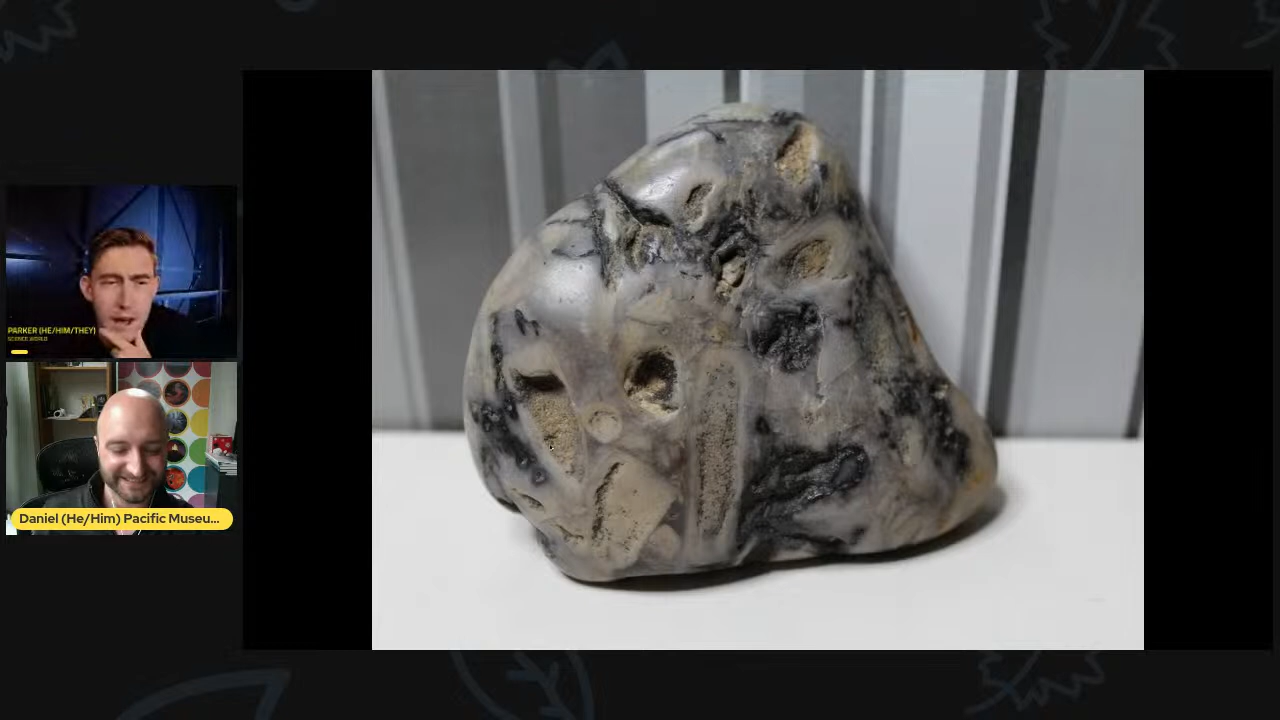 PARKER (HE/HIM/THEY)
SCIENCE WORLD
Daniel (He/Him) Pacific Museu...